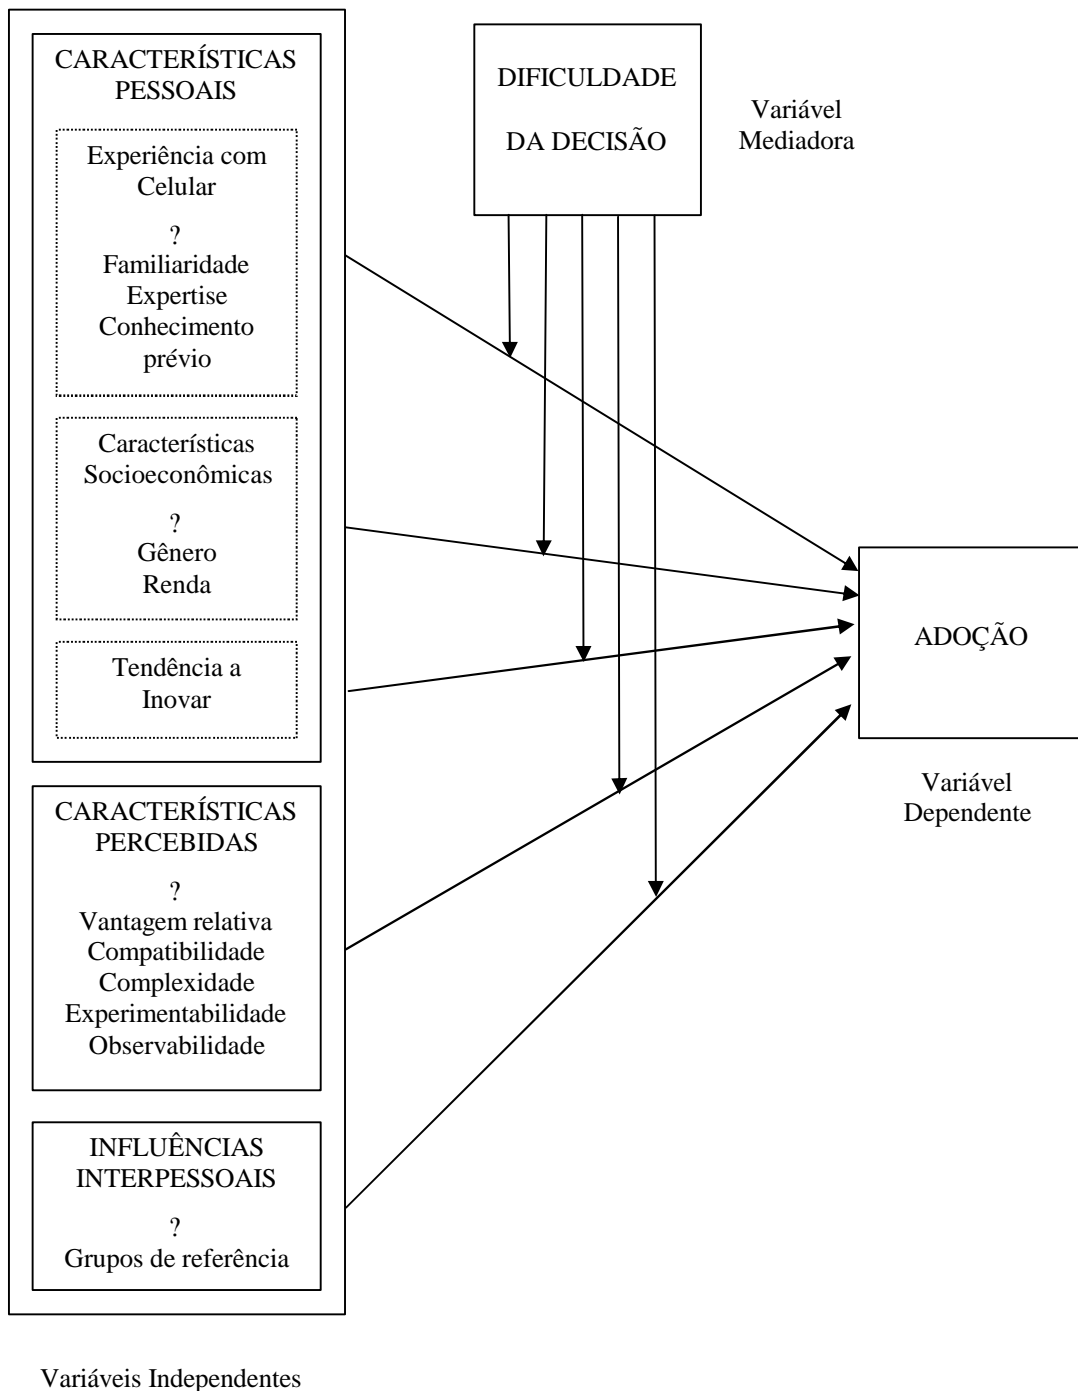 CARACTERÍSTICAS
PESSOAIS
Experiência com
Celular
?
Familiaridade
Expertise
Conhecimento
prévio
Características
Socioeconômicas
?
Gênero
Renda
Tendência a
Inovar
CARACTERÍSTICAS
PERCEBIDAS
?
Vantagem relativa
Compatibilidade
Complexidade
Experimentabilidade
Observabilidade
INFLUÊNCIAS
INTERPESSOAIS
?
Grupos de referência
Variáveis Independentes
DIFICULDADE
DA DECISÃO
Variável
Mediadora
ADOÇÃO
Variável
Dependente